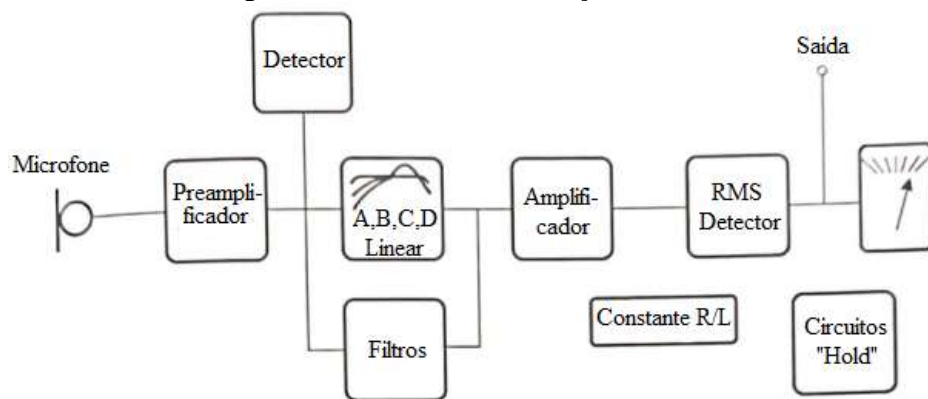 Detector
Saída
Microfone
Preampli-
ficador
A,B,C,D
Linear
Amplifi-
cador
RMS
Detector
Filtros
Constante R/L
Circuitos
"Hold"